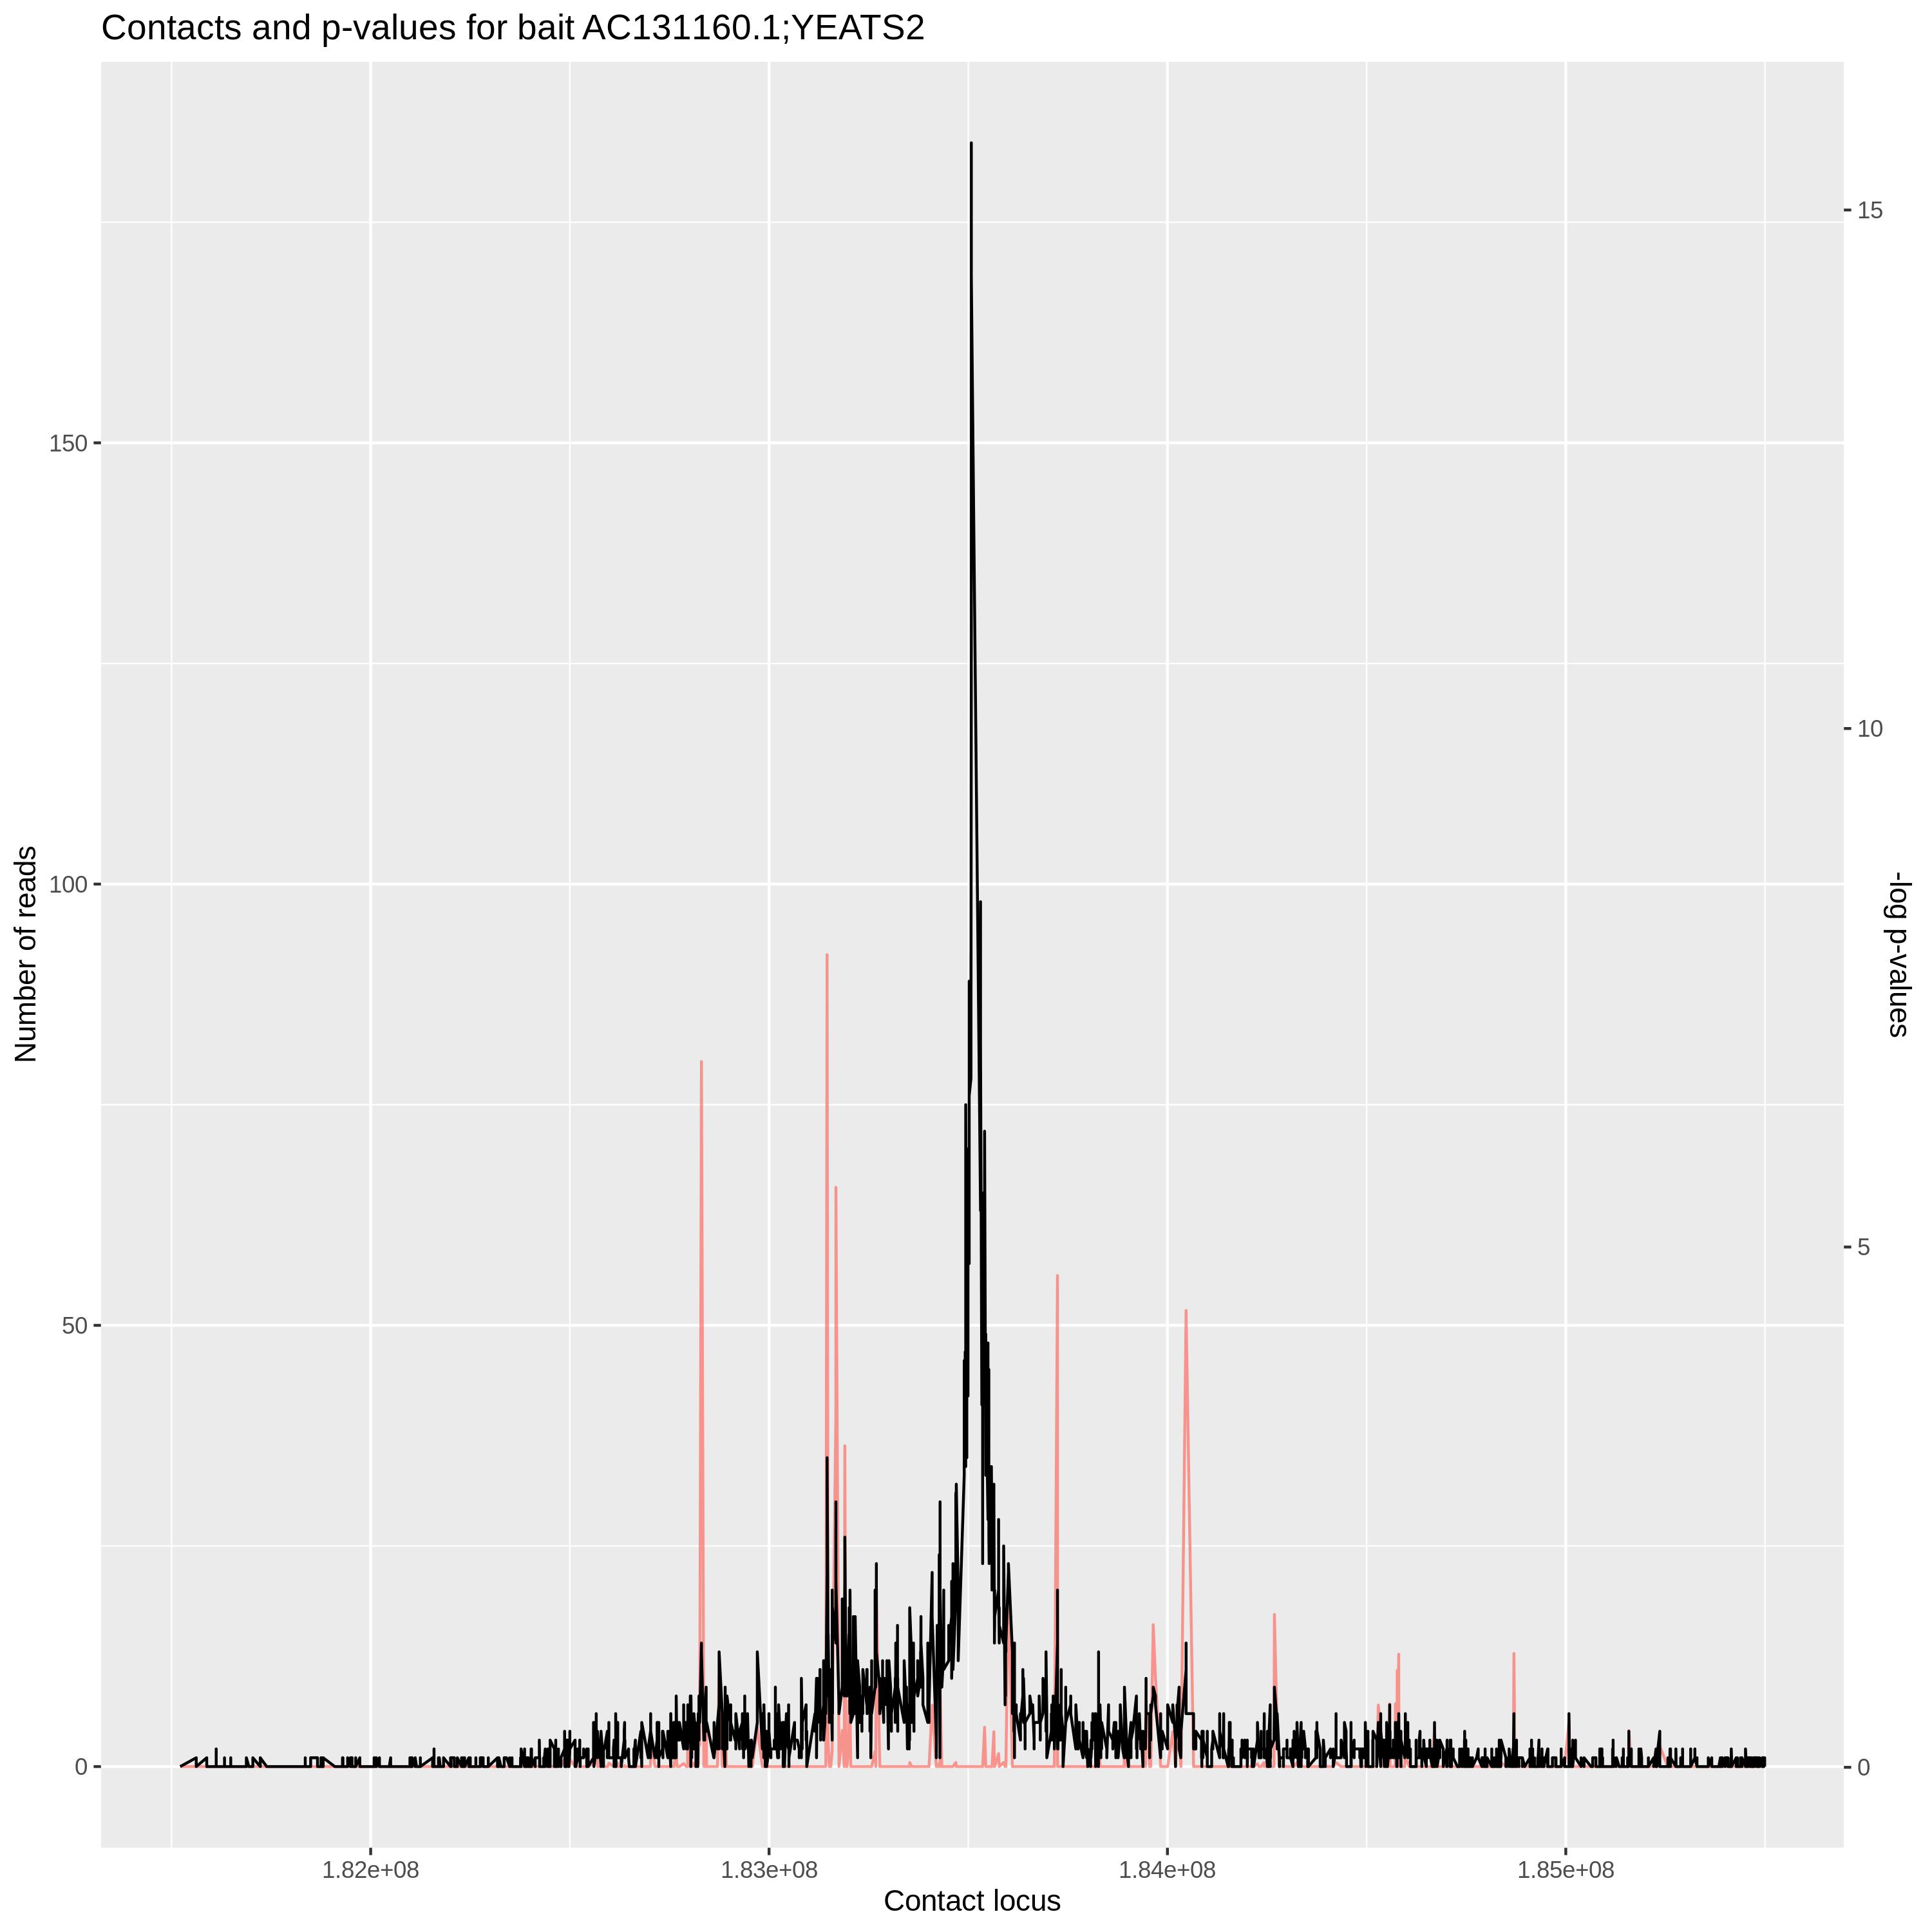 Contacts and p-values for bait AC131160.1;YEATS2
Number of reads
150
100
50
0
15
10
5
0
-log p-values
1.82e+08
1.83e+08
1.84e+08
1.85e+08
Contact locus